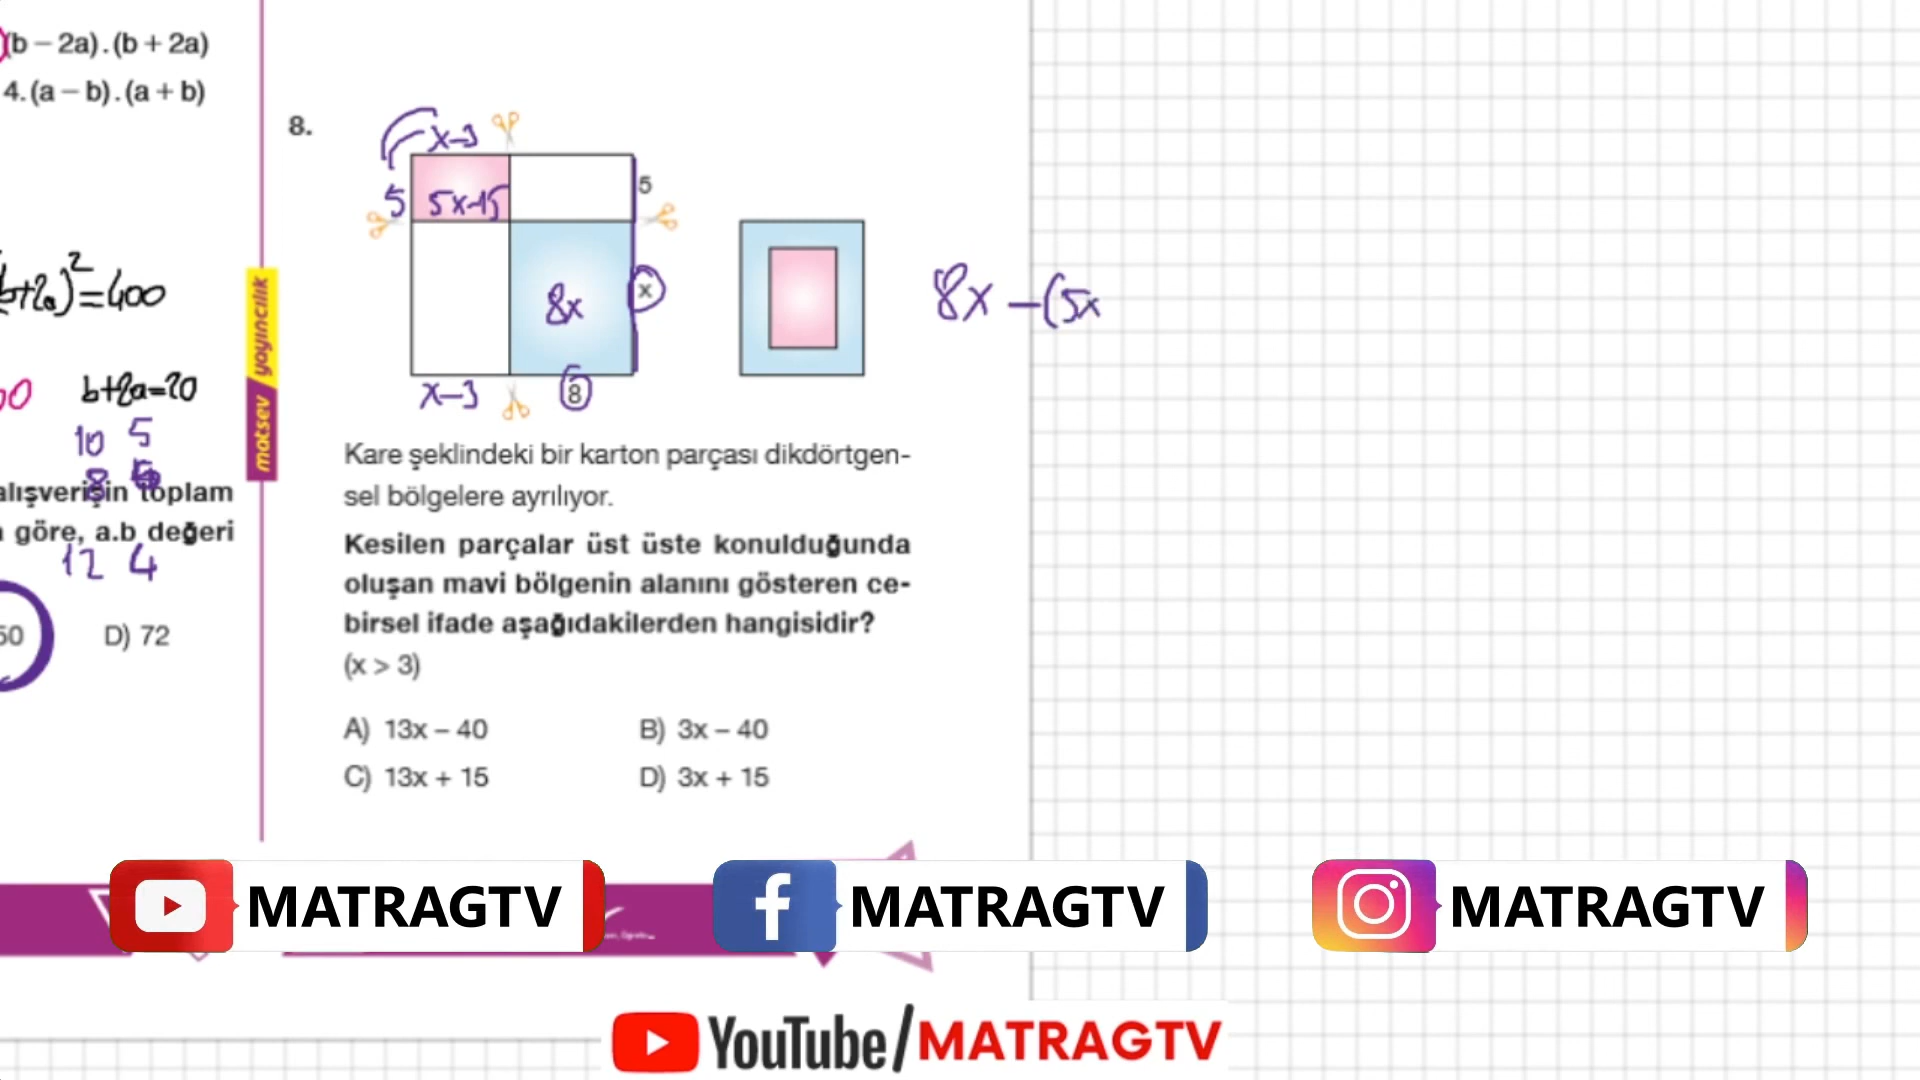 (b – 2a).(b + 2a)
4.(a – b).(a + b)
b+2a)²=400
b+2a=20
10 5
8
alışverişin toplam
göre, a.b değeri
12 4
50
D) 72
matsev yayıncılık
8.
x-3
5
5x-15
5
8x
x
x-3
8
8x-(5x
Kare şeklindeki bir karton parçası dikdörtgen-
sel bölgelere ayrılıyor.
Kesilen parçalar üst üste konulduğunda
oluşan mavi bölgenin alanını gösteren ce-
birsel ifade aşağıdakilerden hangisidir?
(x > 3)
A) 13x – 40
B) 3x – 40
C) 13x + 15
D) 3x + 15
MATRAGTV
MATRAGTV
MATRAGTV
YouTube/MATRAGTV